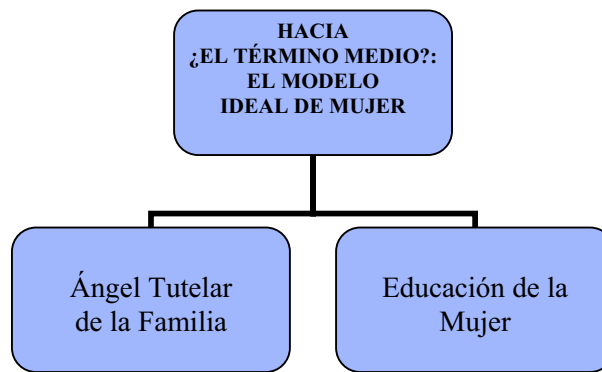 HACIA
¿EL TÉRMINO MEDIO?:
EL MODELO
IDEAL DE MUJER
Ángel Tutelar
de la Familia
Educación de la
Mujer